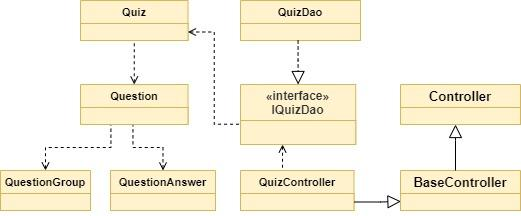 Quiz
QuizDao
Question
«interface»
IQuizDao
Controller
QuestionGroup
QuestionAnswer
QuizController
BaseController